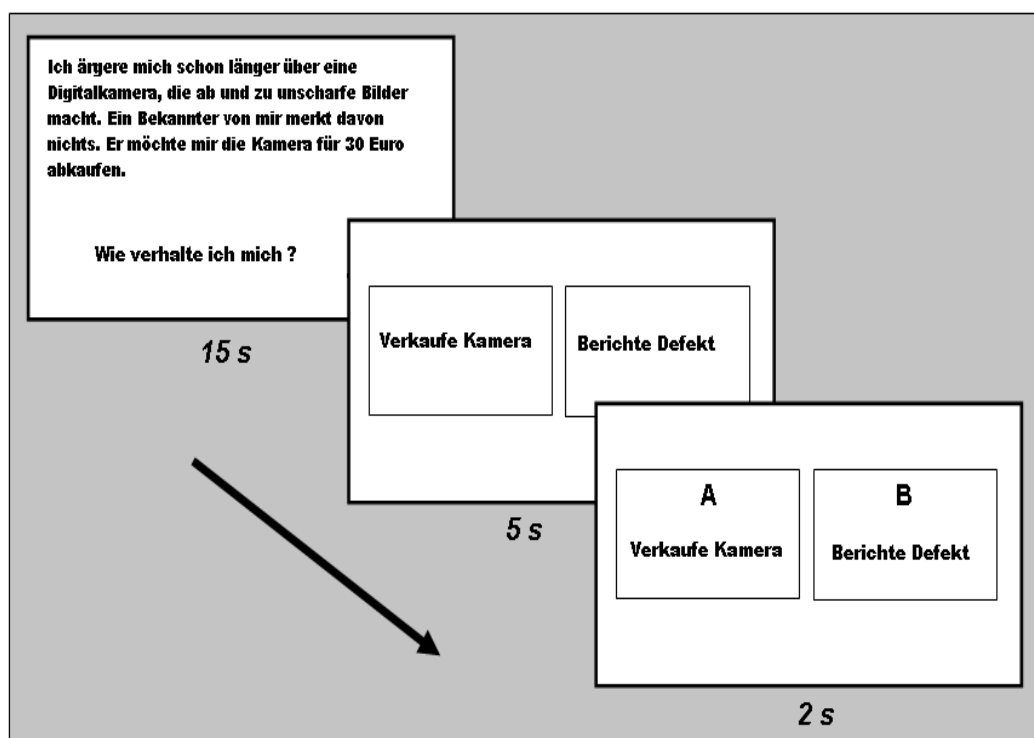 Ich ärgere mich schon länger über eine
Digitalkamera, die ab und zu unscharfe Bilder
macht. Ein Bekannter von mir merkt davon
nichts. Er möchte mir die Kamera für 30 Euro
abkaufen.
Wie verhalte ich mich ?
15 s
Verkaufe Kamera
Berichte Defekt
5 s
A
Verkaufe Kamera
B
Berichte Defekt
2 s